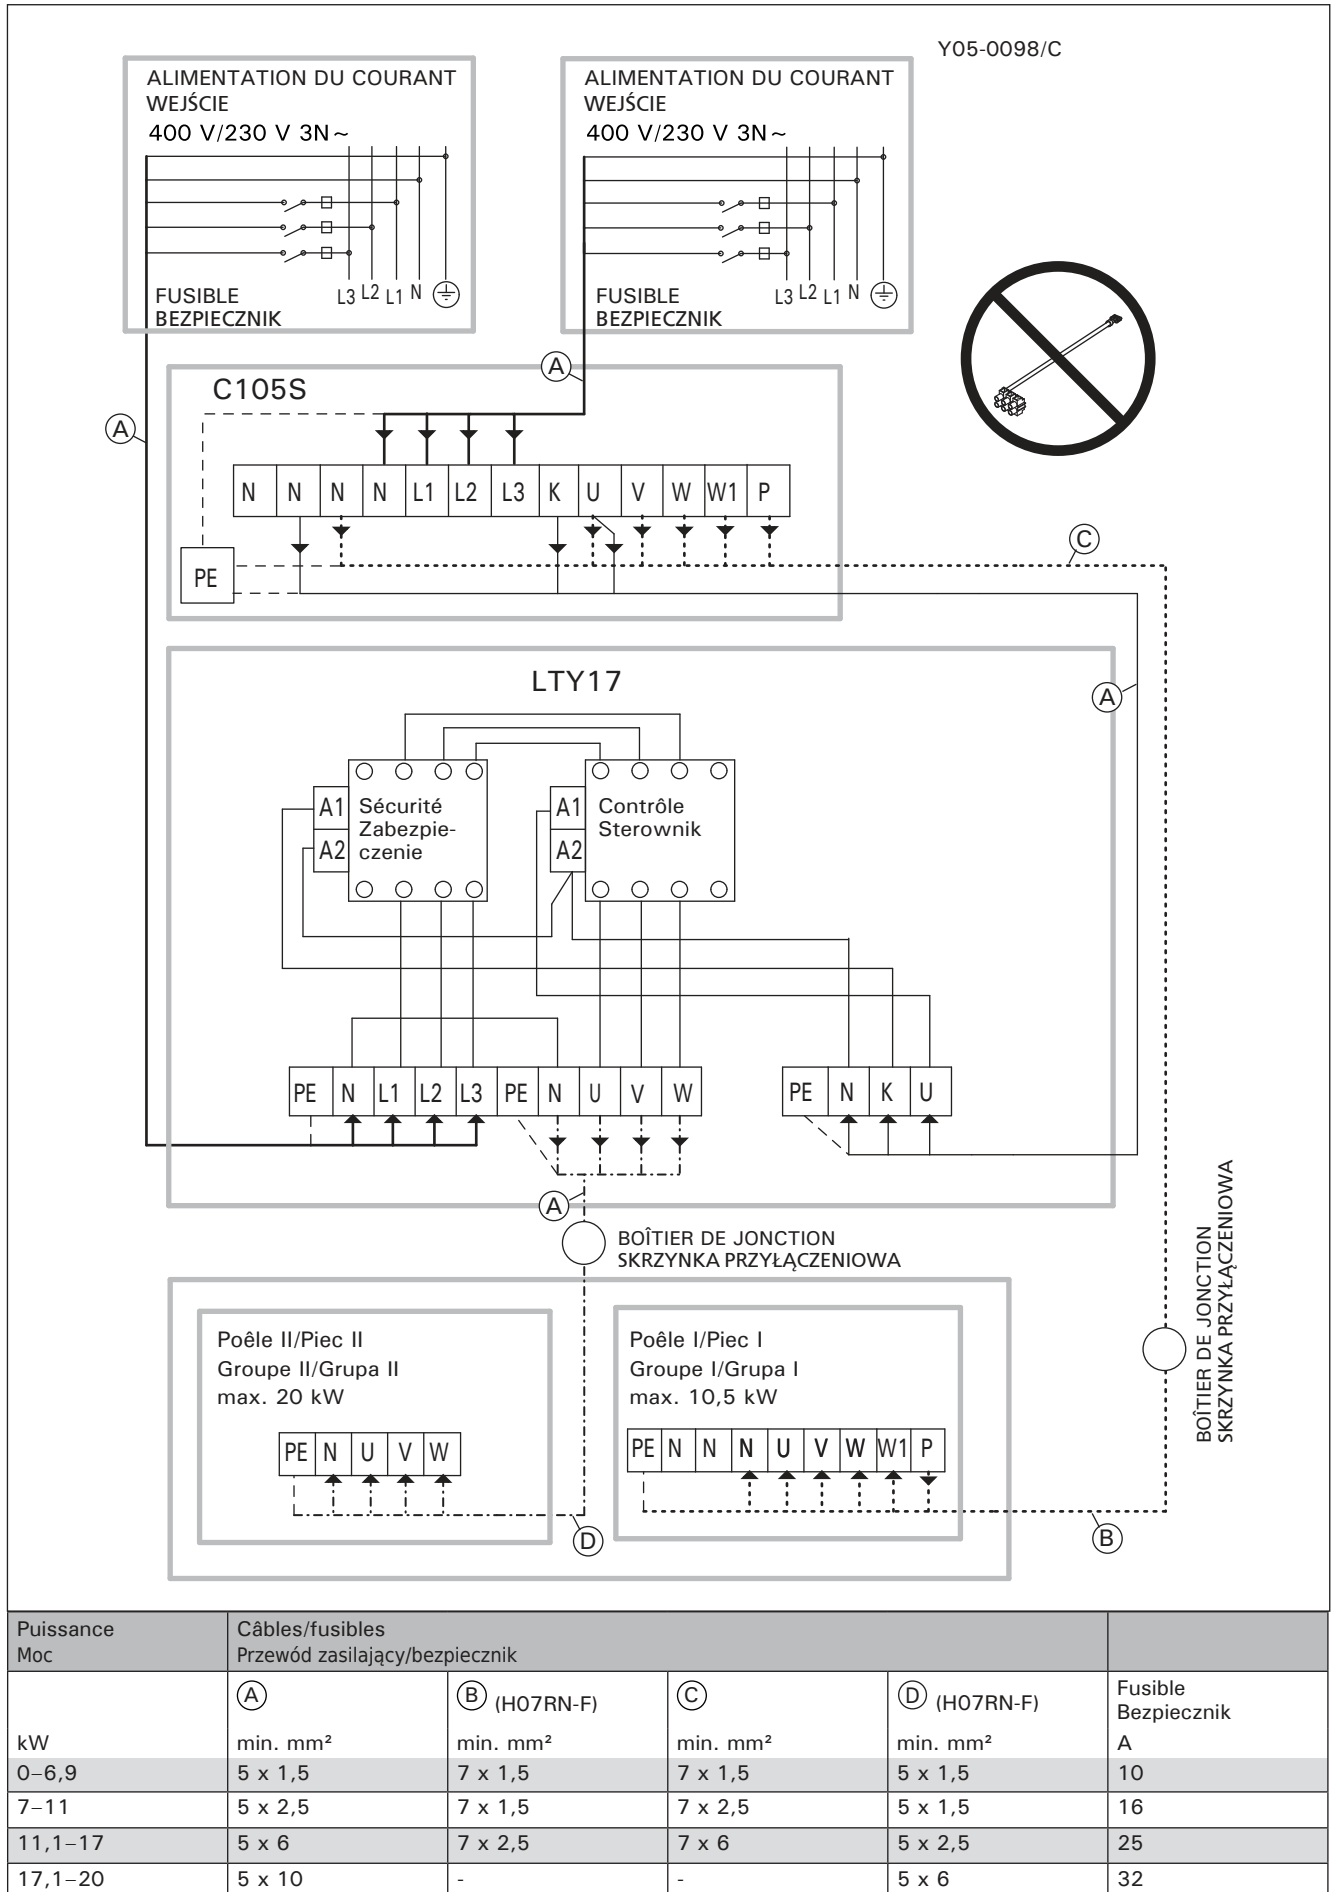 Y05-0098/C
ALIMENTATION DU COURANT
WEJŚCIE
400 V/230 V 3N~
L3 L2 L1 N
FUSIBLE
BEZPIECZNIK
ALIMENTATION DU COURANT
WEJŚCIE
400 V/230 V 3N~
L3 L2 L1 N
FUSIBLE
BEZPIECZNIK
A
A
C105S
N N N N L1 L2 L3 K U V W W1 P
PE
C
LTY17
A
A1
A2
Sécurité
Zabezpie-
czenie
A1
A2
Contrôle
Sterownik
PE N L1 L2 L3 PE N U V W
PE N K U
A
BOÎTIER DE JONCTION
SKRZYNKA PRZYŁĄCZENIOWA
BOÎTIER DE JONCTION
SKRZYNKA PRZYŁĄCZENIOWA
Poêle II/Piec II
Groupe II/Grupa II
max. 20 kW
PE N U V W
D
Poêle I/Piec I
Groupe I/Grupa I
max. 10,5 kW
PE N N N U V W W1 P
B
Puissance
Moc
Câbles/fusibles
Przewód zasilający/bezpiecznik
A B (H07RN-F) C D (H07RN-F) Fusible
Bezpiecznik
kW min. mm² min. mm² min. mm² min. mm² A
0–6,9 5 x 1,5 7 x 1,5 7 x 1,5 5 x 1,5 10
7–11 5 x 2,5 7 x 1,5 7 x 2,5 5 x 1,5 16
11,1–17 5 x 6 7 x 2,5 7 x 6 5 x 2,5 25
17,1–20 5 x 10 - - 5 x 6 32